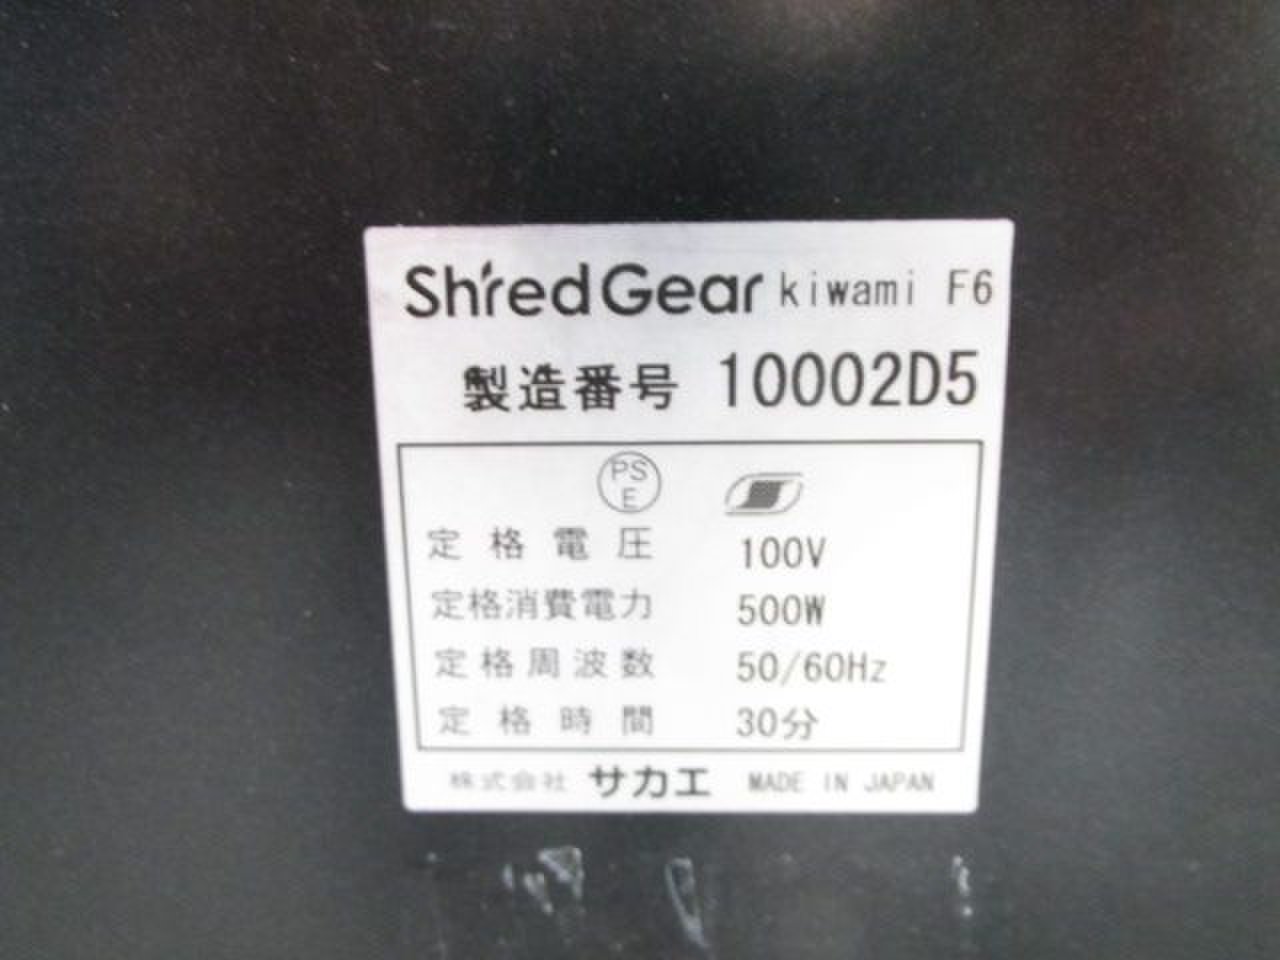 ShredGear kiwami F6
製造番号 10002D5
PS
E
定格電圧 100V
定格消費電力 500W
定格周波数 50/60Hz
定格時間 30分
株式会社 サカエ MADE IN JAPAN